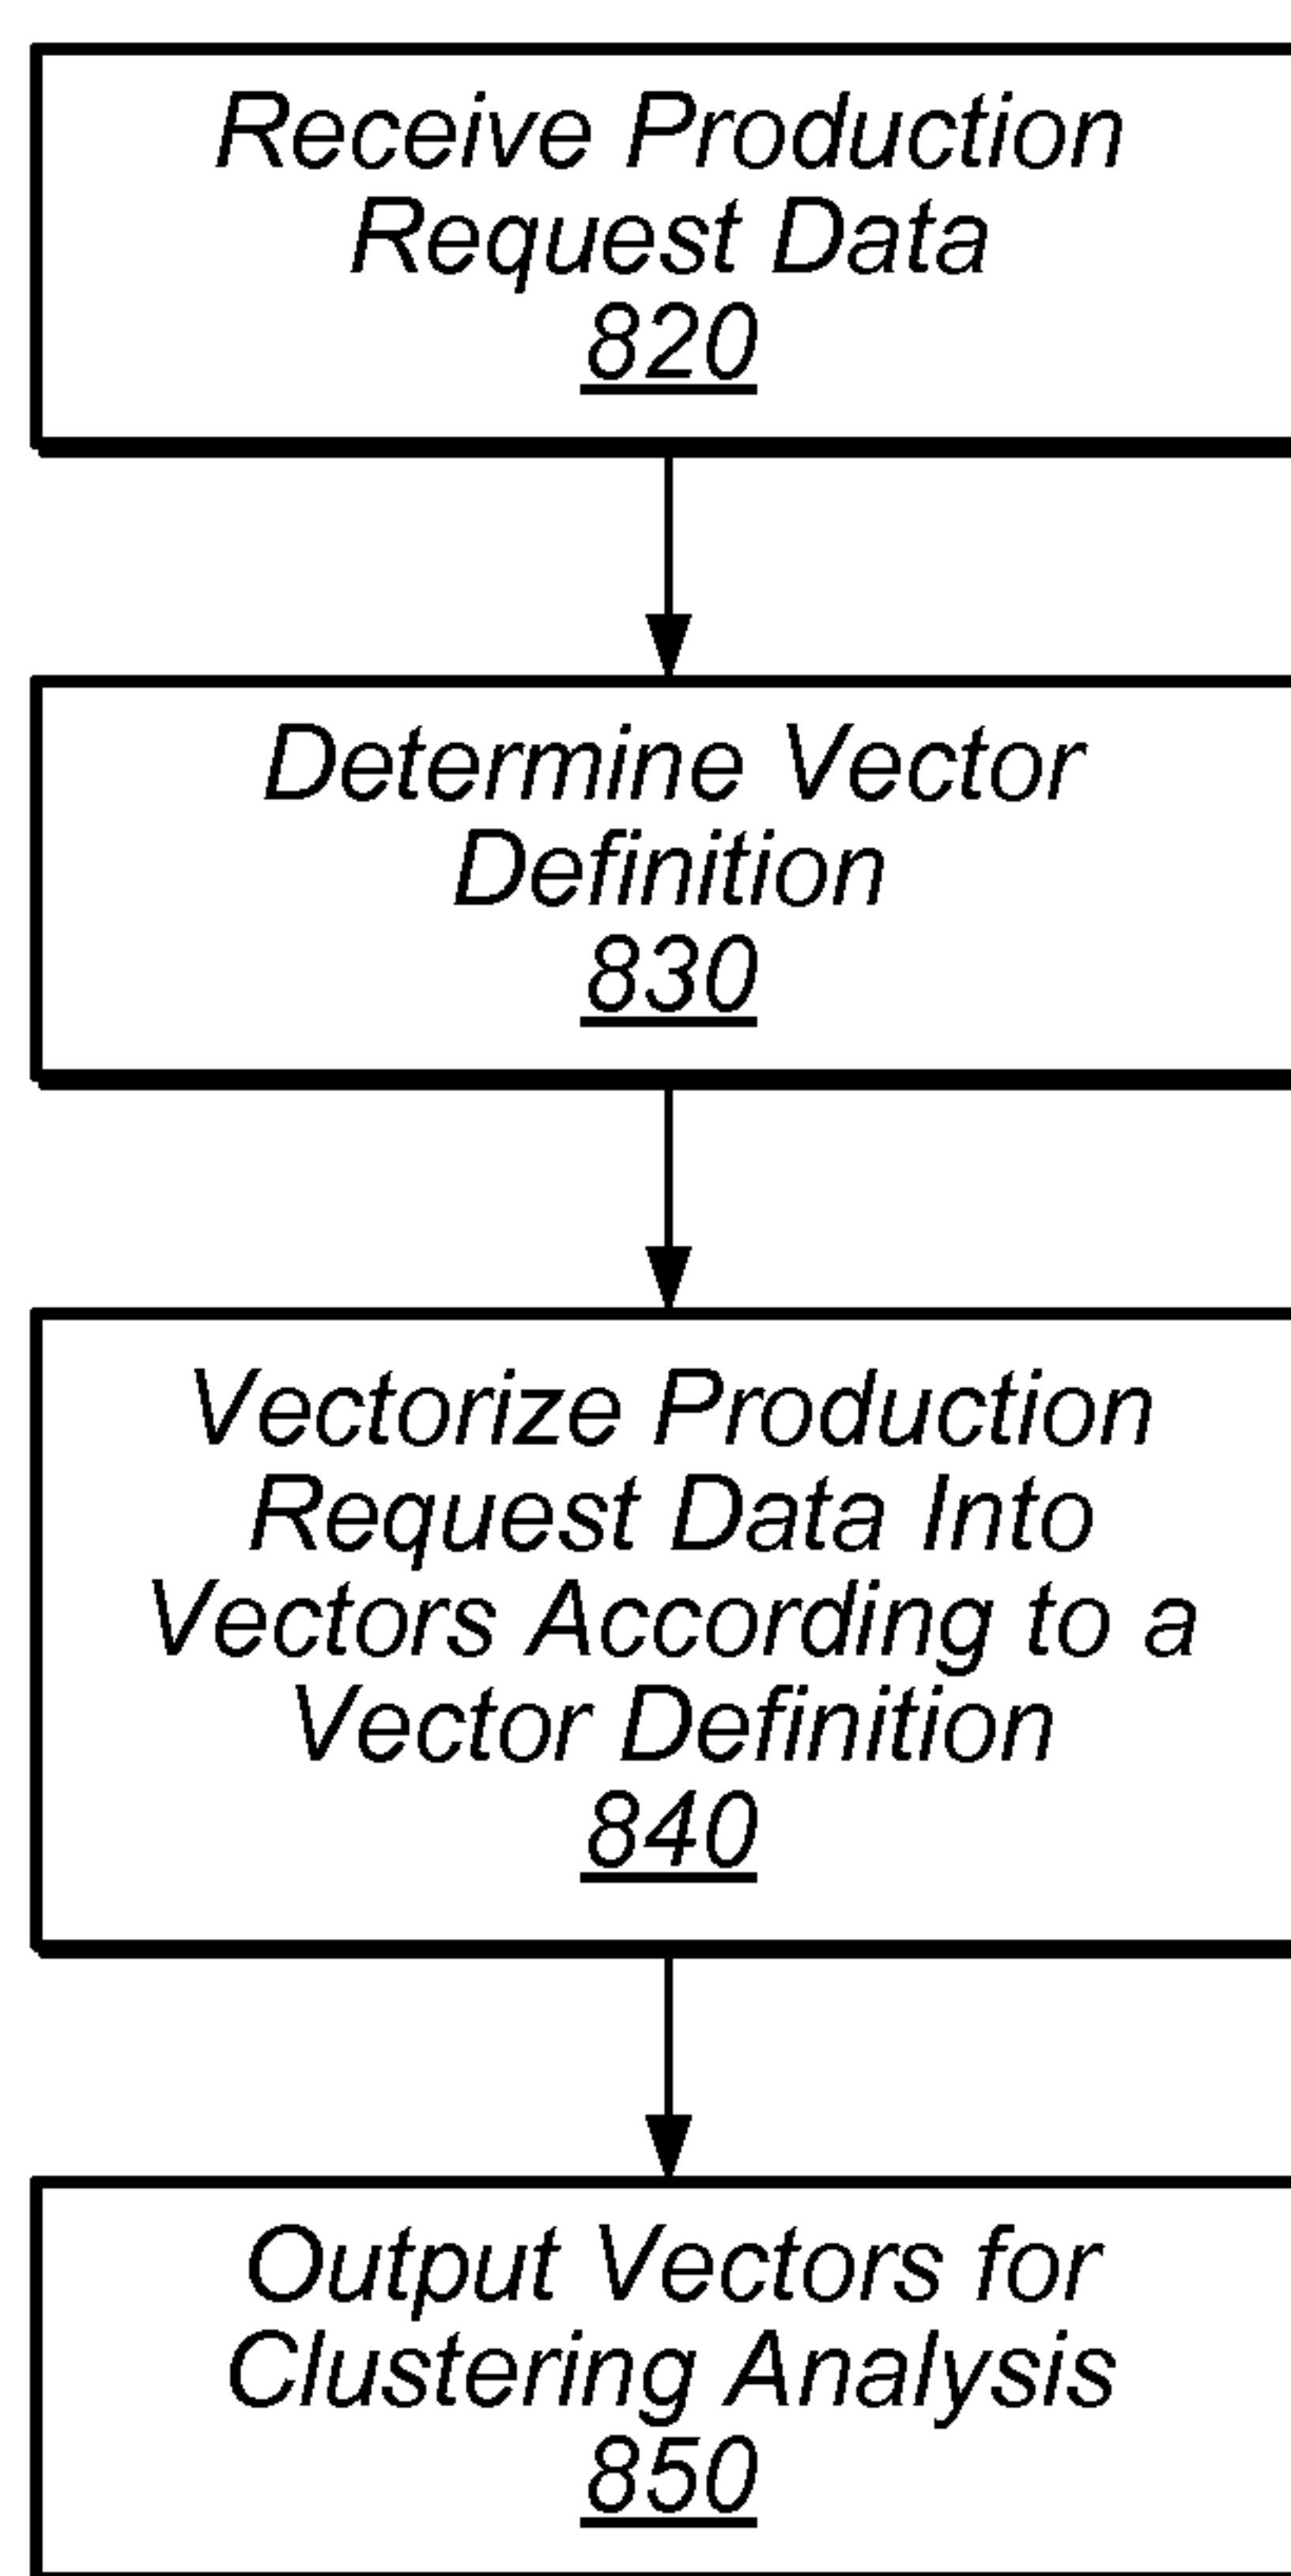 Receive Production
Request Data
820
Determine Vector
Definition
830
Vectorize Production
Request Data Into
Vectors According to a
Vector Definition
840
Output Vectors for
Clustering Analysis
850